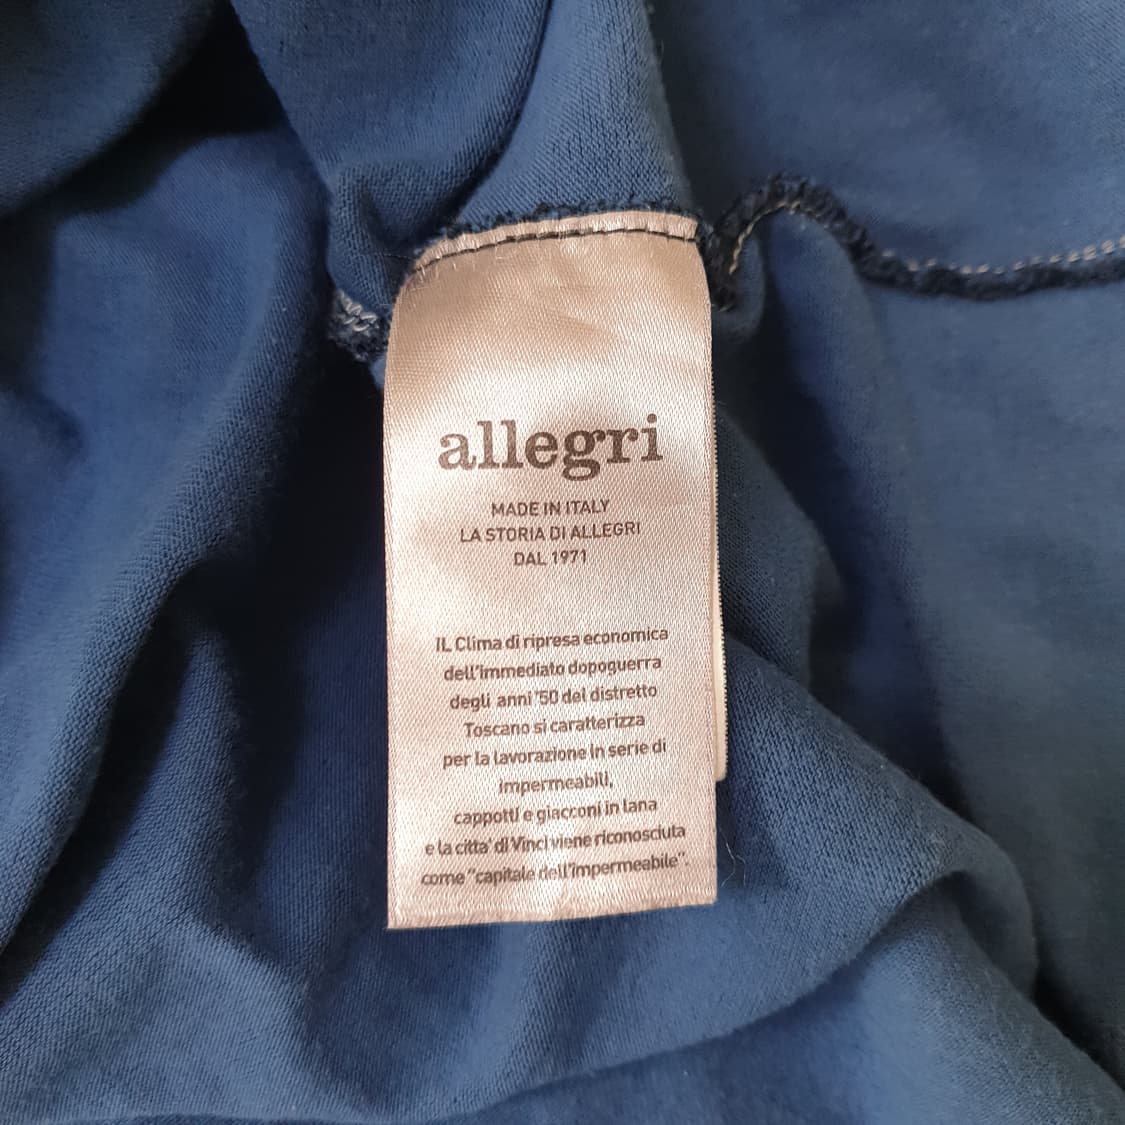 allegri
MADE IN ITALY
LA STORIA DI ALLEGRI
DAL 1971
IL Clima di ripresa economica
dell'immediato dopoguerra
degli anni '50 del distretto
Toscano si caratterizza
per la lavorazione in serie di
impermeabili,
cappotti e giacconi in lana
e la citta' di Vinci viene riconosciuta
come "capitale dell'impermeabile".